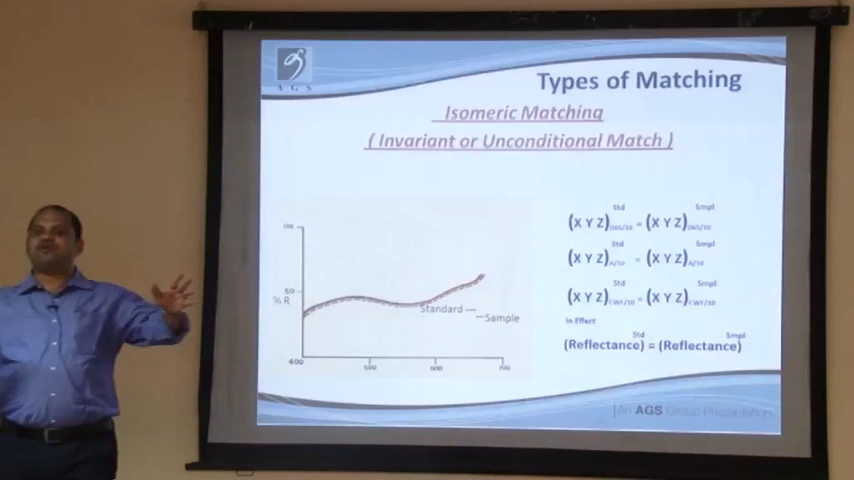 AGS
Types of Matching
Isomeric Matching
( Invariant or Unconditional Match )
Std Smpl
(X Y Z)D65/10 = (X Y Z)D65/10
Std Smpl
(X Y Z)A/10 = (X Y Z)A/10
Std Smpl
(X Y Z)CWF/10 = (X Y Z)CWF/10
In Effect
Std Smpl
(Reflectance) = (Reflectance)
100
50
% R
Standard
Sample
400 500 600 700
An AGS Group Presentation